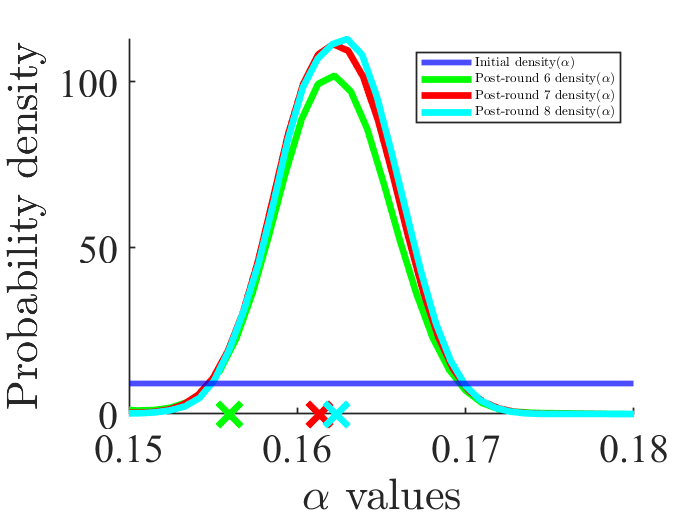 Probability density
100
50
0
0.15
0.16
0.17
0.18
α values
Initial density(α)
Post-round 6 density(α)
Post-round 7 density(α)
Post-round 8 density(α)